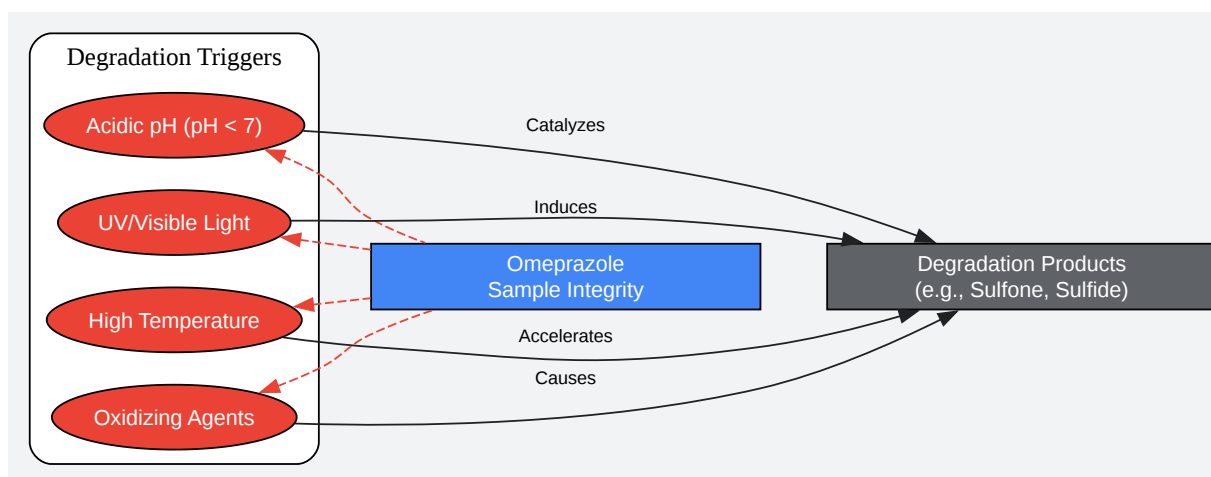 Degradation Triggers
Acidic pH (pH < 7)
Catalyzes
UV/Visible Light
Induces
Omeprazole
Sample Integrity
Degradation Products
(e.g., Sulfone, Sulfide)
High Temperature
Accelerates
Causes
Oxidizing Agents